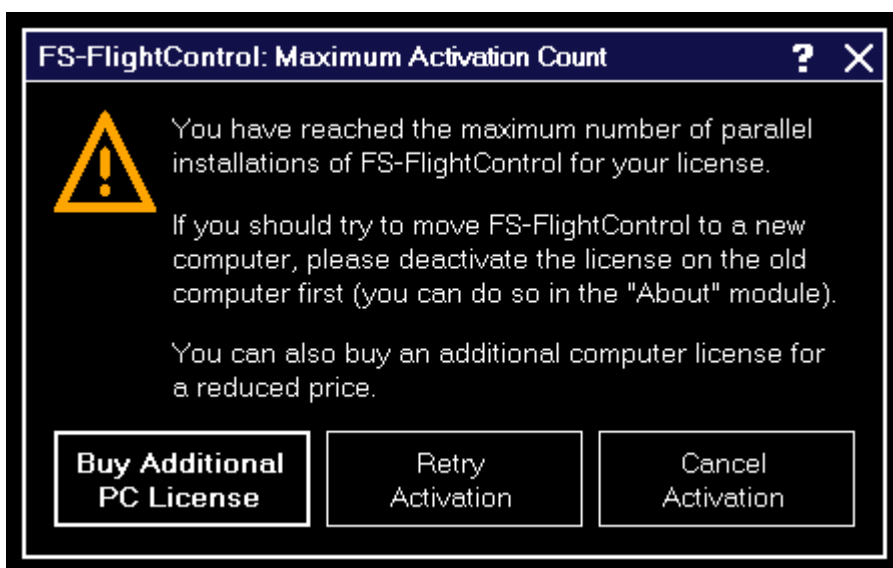 FS-FlightControl: Maximum Activation Count ? X
You have reached the maximum number of parallel
installations of FS-FlightControl for your license.
If you should try to move FS-FlightControl to a new
computer, please deactivate the license on the old
computer first (you can do so in the "About" module).
You can also buy an additional computer license for
a reduced price.
Buy Additional
PC License
Retry
Activation
Cancel
Activation